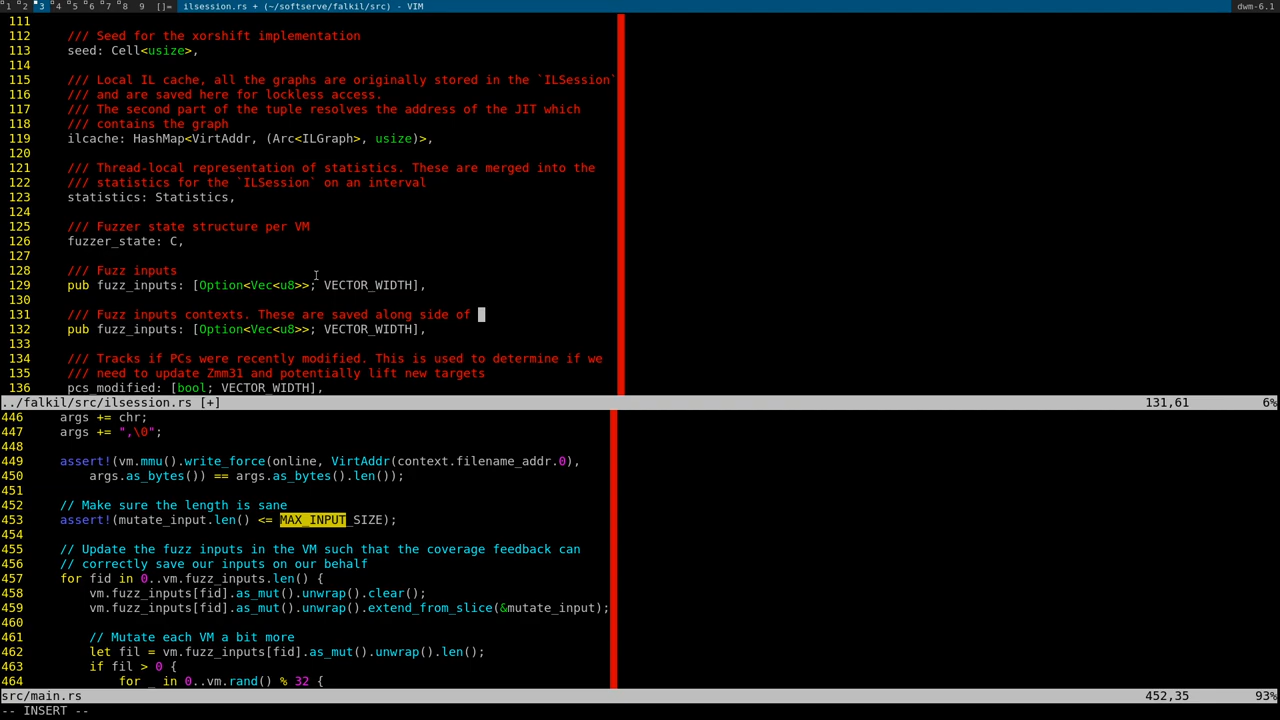 1 2 3 4 5 6 7 8 9 []= ilsession.rs + (~/softserve/falkil/src) - VIM dwm-6.1
111
112 /// Seed for the xorshift implementation
113 seed: Cell<usize>,
114
115 /// Local IL cache, all the graphs are originally stored in the `ILSession`
116 /// and are saved here for lockless access.
117 /// The second part of the tuple resolves the address of the JIT which
118 /// contains the graph
119 ilcache: HashMap<VirtAddr, (Arc<ILGraph>, usize)>,
120
121 /// Thread-local representation of statistics. These are merged into the
122 /// statistics for the `ILSession` on an interval
123 statistics: Statistics,
124
125 /// Fuzzer state structure per VM
126 fuzzer_state: C,
127
128 /// Fuzz inputs
129 pub fuzz_inputs: [Option<Vec<u8>>; VECTOR_WIDTH],
130
131 /// Fuzz inputs contexts. These are saved along side of
132 pub fuzz_inputs: [Option<Vec<u8>>; VECTOR_WIDTH],
133
134 /// Tracks if PCs were recently modified. This is used to determine if we
135 /// need to update Zmm31 and potentially lift new targets
136 pcs_modified: [bool; VECTOR_WIDTH],
../falkil/src/ilsession.rs [+] 131,61 6%
446 args += chr;
447 args += ",\0";
448
449 assert!(vm.mmu().write_force(online, VirtAddr(context.filename_addr.0),
450 args.as_bytes()) == args.as_bytes().len());
451
452 // Make sure the length is sane
453 assert!(mutate_input.len() <= MAX_INPUT_SIZE);
454
455 // Update the fuzz inputs in the VM such that the coverage feedback can
456 // correctly save our inputs on our behalf
457 for fid in 0..vm.fuzz_inputs.len() {
458 vm.fuzz_inputs[fid].as_mut().unwrap().clear();
459 vm.fuzz_inputs[fid].as_mut().unwrap().extend_from_slice(&mutate_input);
460
461 // Mutate each VM a bit more
462 let fil = vm.fuzz_inputs[fid].as_mut().unwrap().len();
463 if fil > 0 {
464 for _ in 0..vm.rand() % 32 {
src/main.rs 452,35 93%
-- INSERT --